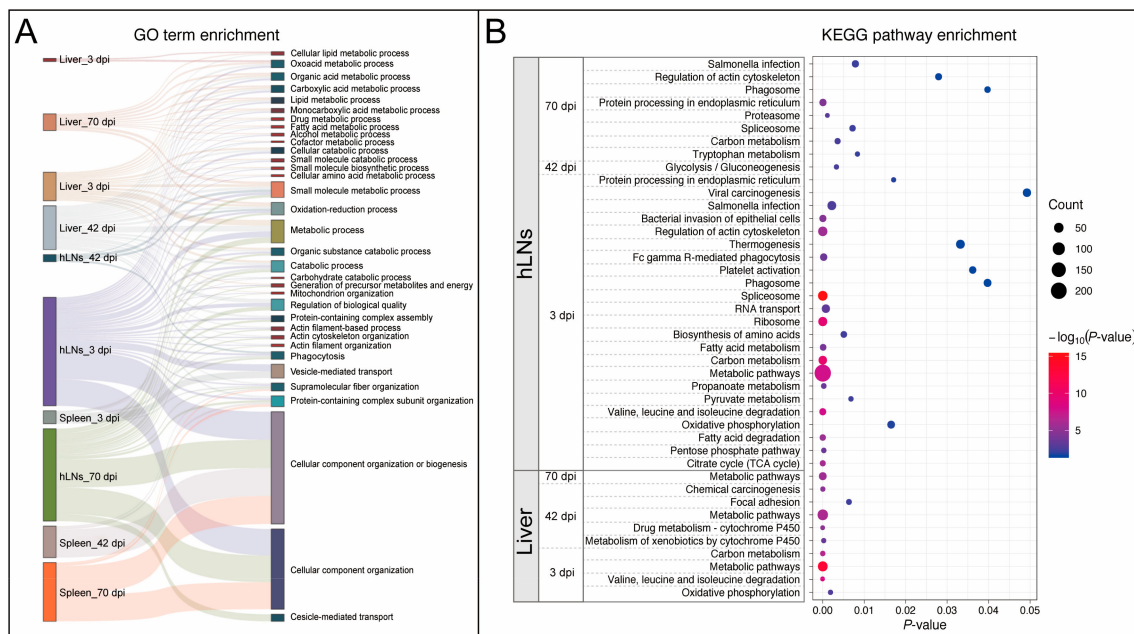 A
GO term enrichment
Liver_3 dpi
Liver_70 dpi
Liver_3 dpi
Liver_42 dpi
hLNs_42 dpi
hLNs_3 dpi
Spleen_3 dpi
hLNs_70 dpi
Spleen_42 dpi
Spleen_70 dpi
Cellular lipid metabolic process
Oxoacid metabolic process
Organic acid metabolic process
Carboxylic acid metabolic process
Lipid metabolic process
Monocarboxylic acid metabolic process
Drug metabolic process
Fatty acid metabolic process
Alcohol metabolic process
Cofactor metabolic process
Cellular catabolic process
Small molecule catabolic process
Small molecule biosynthetic process
Cellular amino acid metabolic process
Small molecule metabolic process
Oxidation-reduction process
Metabolic process
Organic substance catabolic process
Catabolic process
Carbohydrate catabolic process
Generation of precursor metabolites and energy
Mitochondrion organization
Regulation of biological quality
Protein-containing complex assembly
Actin filament-based process
Actin cytoskeleton organization
Actin filament organization
Phagocytosis
Vesicle-mediated transport
Supramolecular fiber organization
Protein-containing complex subunit organization
Cellular component organization or biogenesis
Cellular component organization
Cesicle-mediated transport
B
KEGG pathway enrichment
hLNs
70 dpi
Salmonella infection
Regulation of actin cytoskeleton
Phagosome
Protein processing in endoplasmic reticulum
Proteasome
Spliceosome
Carbon metabolism
Tryptophan metabolism
42 dpi
Glycolysis / Gluconeogenesis
3 dpi
Protein processing in endoplasmic reticulum
Viral carcinogenesis
Salmonella infection
Bacterial invasion of epithelial cells
Regulation of actin cytoskeleton
Thermogenesis
Fc gamma R-mediated phagocytosis
Platelet activation
Phagosome
Spliceosome
RNA transport
Ribosome
Biosynthesis of amino acids
Fatty acid metabolism
Carbon metabolism
Metabolic pathways
Propanoate metabolism
Pyruvate metabolism
Valine, leucine and isoleucine degradation
Oxidative phosphorylation
Fatty acid degradation
Pentose phosphate pathway
Citrate cycle (TCA cycle)
Liver
70 dpi
Metabolic pathways
42 dpi
Chemical carcinogenesis
Focal adhesion
Metabolic pathways
Drug metabolism - cytochrome P450
Metabolism of xenobiotics by cytochrome P450
3 dpi
Carbon metabolism
Metabolic pathways
Valine, leucine and isoleucine degradation
Oxidative phosphorylation
0.00 0.01 0.02 0.03 0.04 0.05
P-value
Count
50
100
150
200
−log10(P-value)
15
10
5